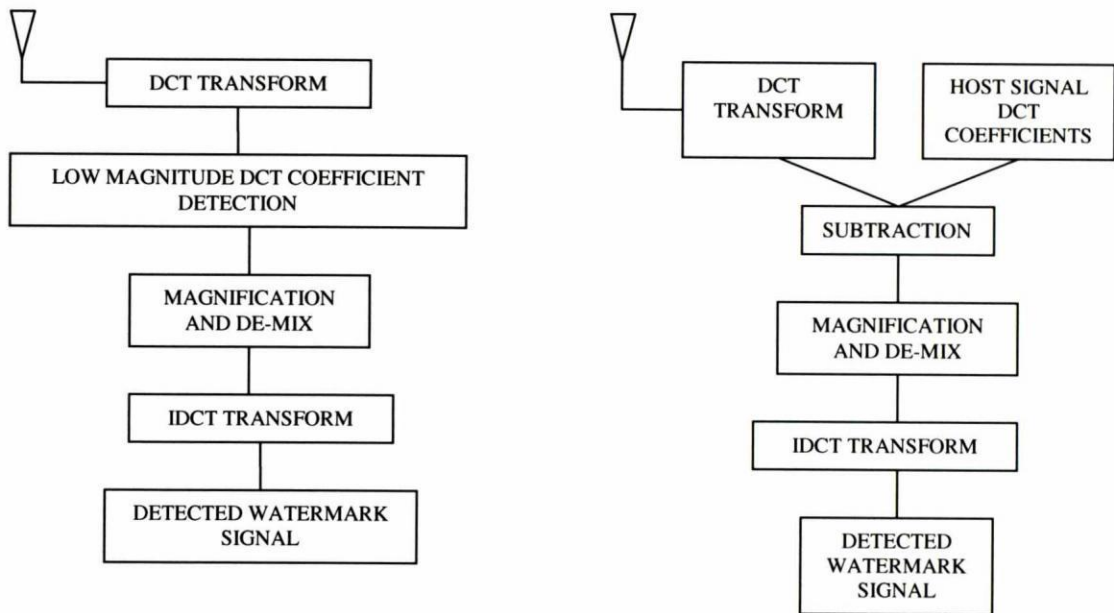 DCT TRANSFORM
LOW MAGNITUDE DCT COEFFICIENT
DETECTION
MAGNIFICATION
AND DE-MIX
IDCT TRANSFORM
DETECTED WATERMARK
SIGNAL
DCT
TRANSFORM
HOST SIGNAL
DCT
COEFFICIENTS
SUBTRACTION
MAGNIFICATION
AND DE-MIX
IDCT TRANSFORM
DETECTED
WATERMARK
SIGNAL